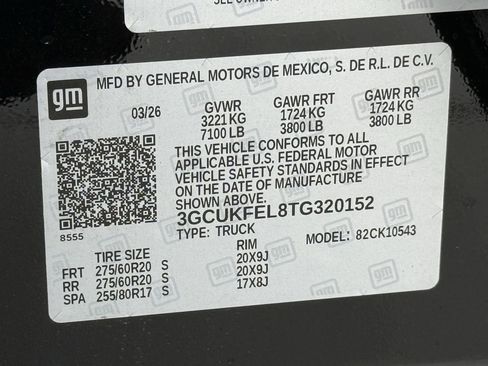 gm
MFD BY GENERAL MOTORS DE MEXICO, S. DE R.L. DE C.V.
03/26 GVWR GAWR FRT GAWR RR
3221 KG 1724 KG 1724 KG
7100 LB 3800 LB 3800 LB
THIS VEHICLE CONFORMS TO ALL
APPLICABLE U.S. FEDERAL MOTOR
VEHICLE SAFETY STANDARDS IN EFFECT
ON THE DATE OF MANUFACTURE
SHOWN ABOVE.
3GCUKFEL8TG320152
8555
TYPE: TRUCK MODEL: 82CK10543
TIRE SIZE RIM
FRT 275/60R20 S 20X9J
RR 275/60R20 S 20X9J
SPA 255/80R17 S 17X8J